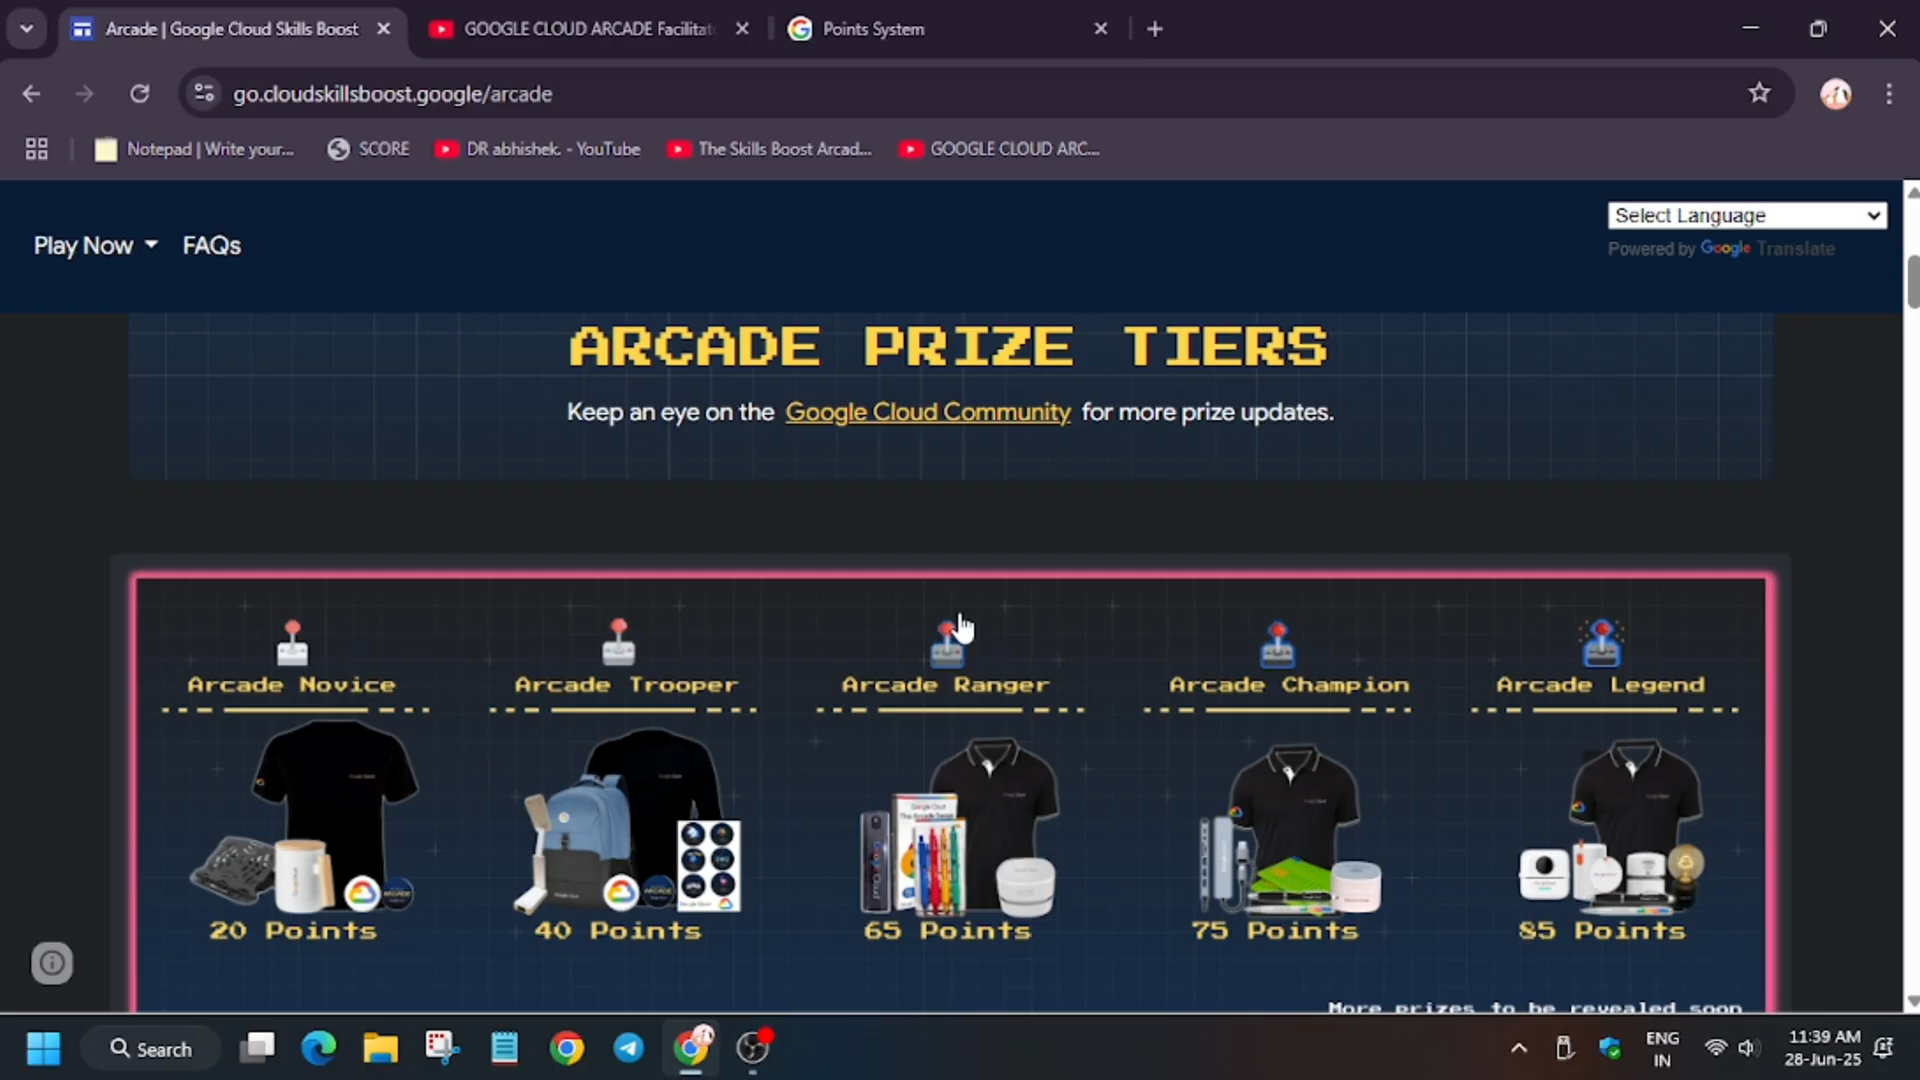 Arcade | Google Cloud Skills Boost
GOOGLE CLOUD ARCADE Facilitat
Points System
go.cloudskillsboost.google/arcade
Notepad | Write your...
SCORE
DR abhishek. - YouTube
The Skills Boost Arcad...
GOOGLE CLOUD ARC...
Play Now
FAQs
Select Language
Powered by Google Translate
ARCADE PRIZE TIERS
Keep an eye on the Google Cloud Community for more prize updates.
Arcade Novice
Arcade Trooper
Arcade Ranger
Arcade Champion
Arcade Legend
20 Points
40 Points
65 Points
75 Points
85 Points
More prizes to be revealed soon
Search
ENG
IN
11:39 AM
28-Jun-25